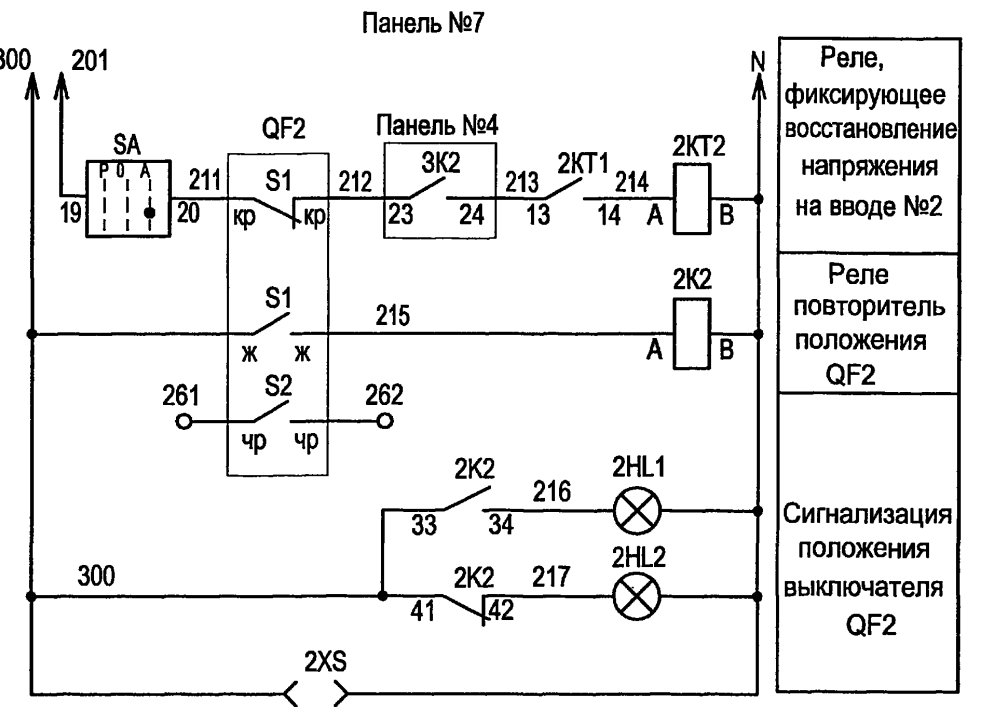 Панель №7
300
201
N
SA
Р 0 А
19
20
211
QF2
S1
кр
кр
212
Панель №4
3К2
23
24
213
2КТ1
13
14
214
2КТ2
А
В
Реле,
фиксирующее
восстановление
напряжения
на вводе №2
S1
ж
ж
215
2К2
А
В
Реле
повторитель
положения
QF2
261
S2
262
чр
чр
2К2
33
34
216
2HL1
300
2К2
41
42
217
2HL2
Сигнализация
положения
выключателя
QF2
2XS